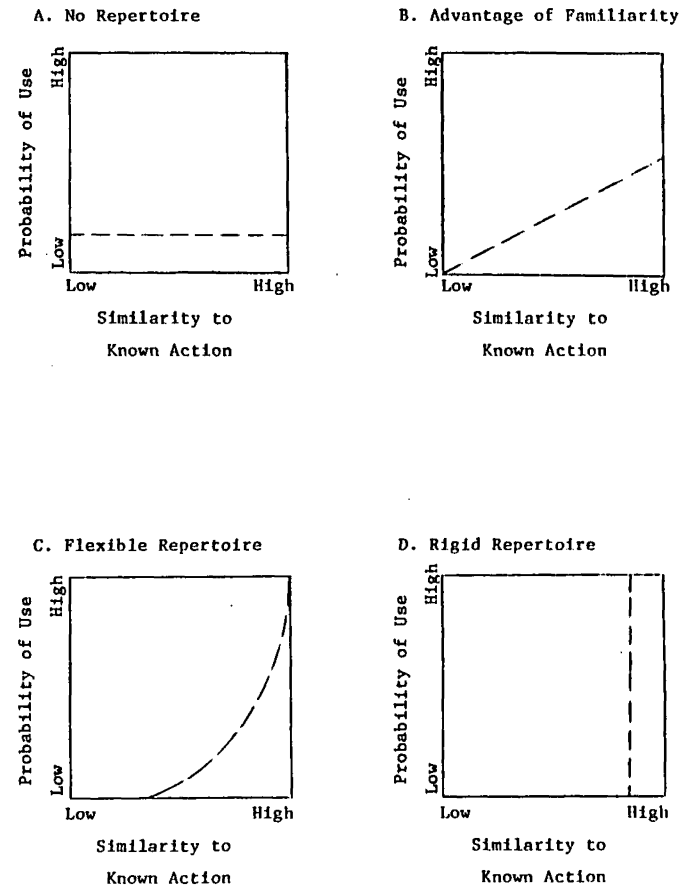 A. No Repertoire
High
Probability of Use
Low
Low High
Similarity to
Known Action
B. Advantage of Familiarity
High
Probability of Use
Low
Low High
Similarity to
Known Action
C. Flexible Repertoire
High
Probability of Use
Low
Low High
Similarity to
Known Action
D. Rigid Repertoire
High
Probability of Use
Low
Low High
Similarity to
Known Action